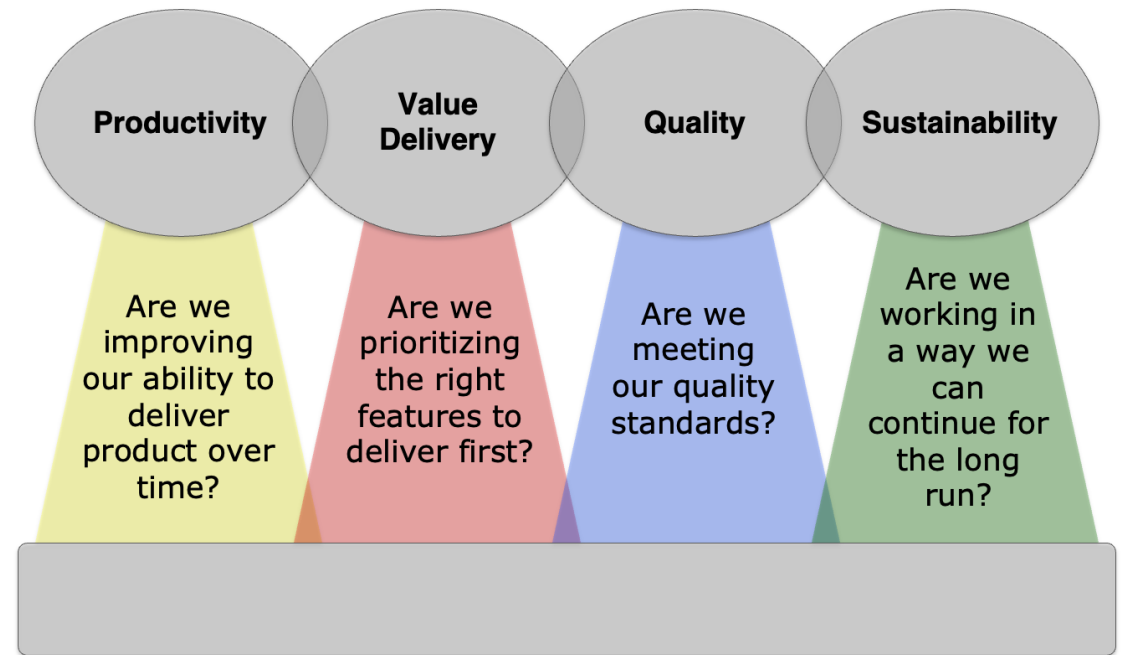 Productivity
Value
Delivery
Quality
Sustainability
Are we
improving
our ability to
deliver
product over
time?
Are we
prioritizing
the right
features to
deliver first?
Are we
meeting
our quality
standards?
Are we
working in
a way we
can
continue for
the long
run?